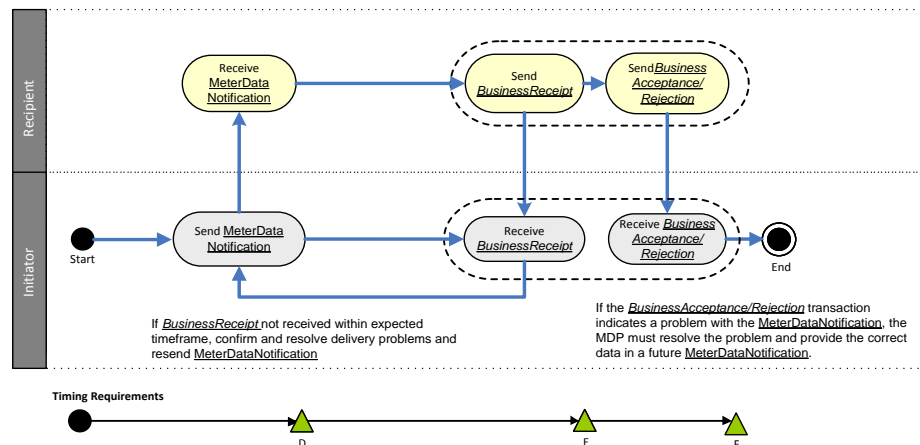 Recipient
Receive
MeterData
Notification
Send
BusinessReceipt
SendBusiness
Acceptance/
Rejection
Initiator
Start
Send MeterData
Notification
Receive
BusinessReceipt
Receive Business
Acceptance/
Rejection
End
If BusinessReceipt not received within expected
timeframe, confirm and resolve delivery problems and
resend MeterDataNotification
If the BusinessAcceptance/Rejection transaction
indicates a problem with the MeterDataNotification, the
MDP must resolve the problem and provide the correct
data in a future MeterDataNotification.
Timing Requirements